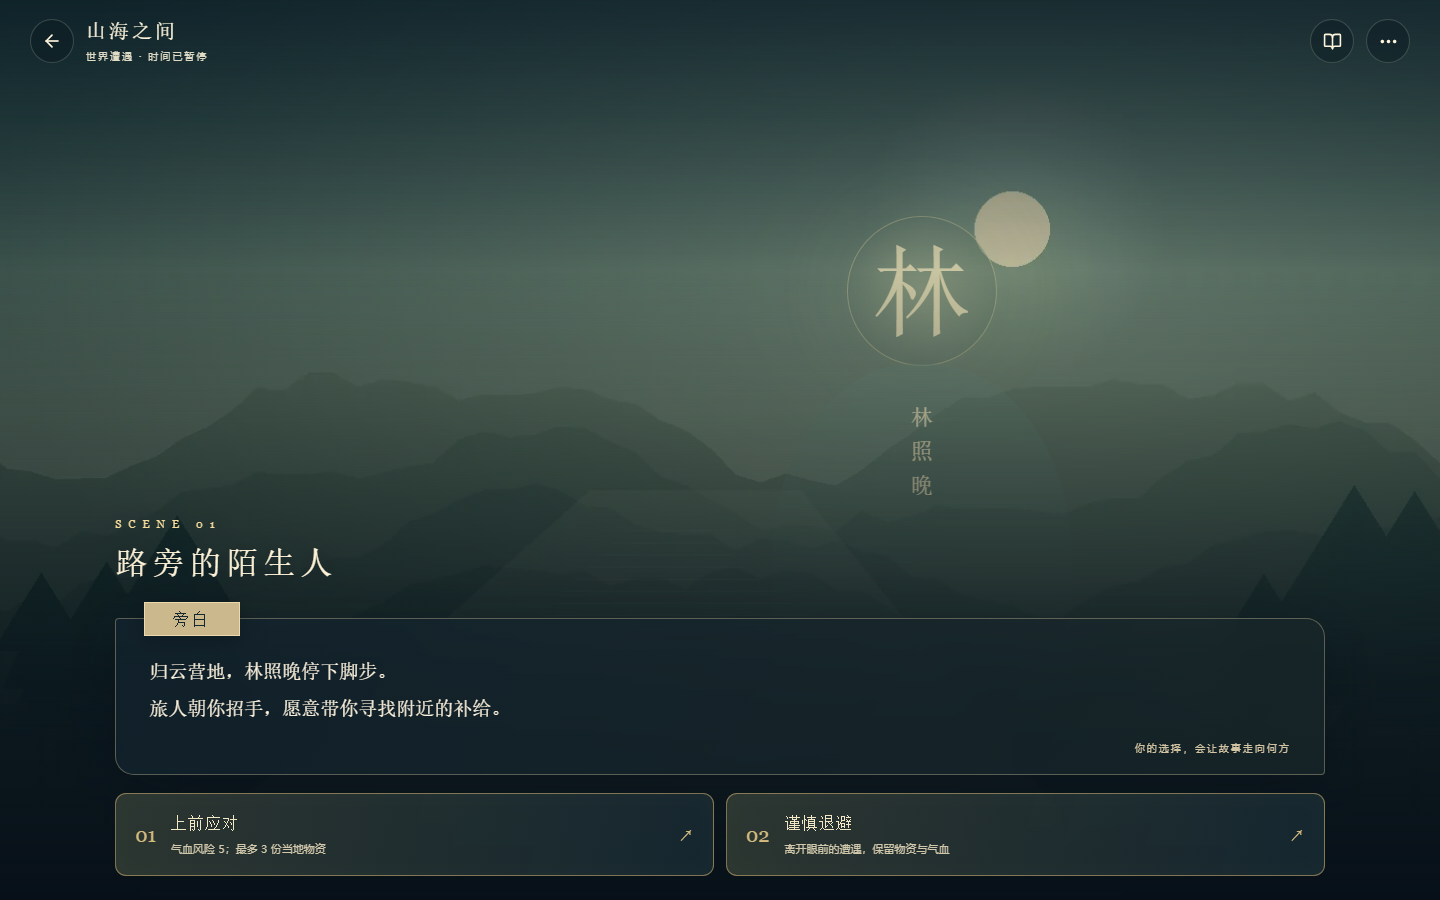 山海之间
世界遭遇 · 时间已暂停
林
林照晚
SCENE 01
路旁的陌生人
旁白
归云营地，林照晚停下脚步。
旅人朝你招手，愿意带你寻找附近的补给。
你的选择，会让故事走向何方
01
上前应对
气血风险 5；最多 3 份当地物资
02
谨慎退避
离开眼前的遭遇，保留物资与气血